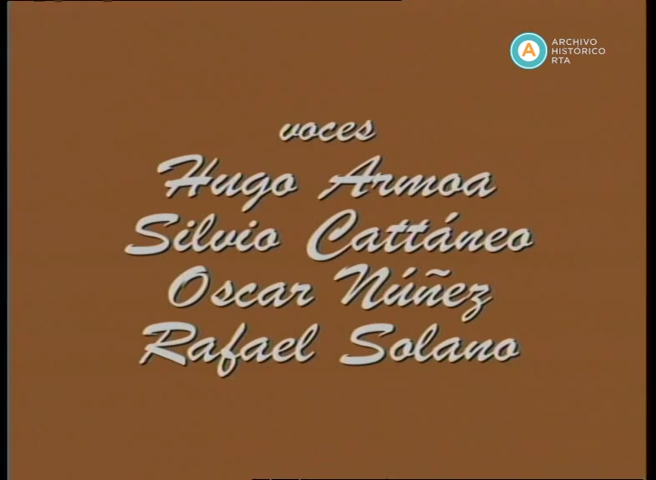 ARCHIVO
HISTÓRICO
RTA
A
voces
Hugo Armoa
Silvio Cattáneo
Oscar Núñez
Rafael Solano